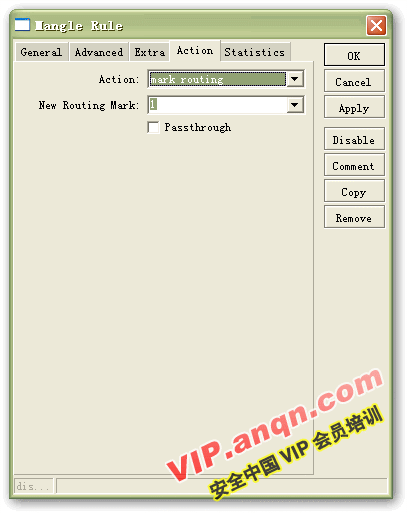 Mangle Rule
General Advanced Extra Action Statistics
Action: mark routing
New Routing Mark: 1
Passthrough
OK
Cancel
Apply
Disable
Comment
Copy
Remove
dis...
VIP.anqn.com
安全中国 VIP 会员培训